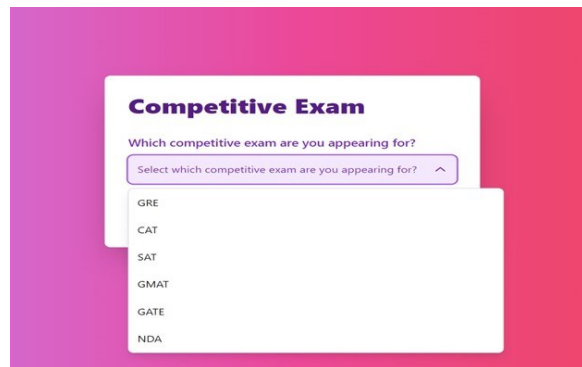 Competitive Exam
Which competitive exam are you appearing for?
Select which competitive exam are you appearing for?
GRE
CAT
SAT
GMAT
GATE
NDA